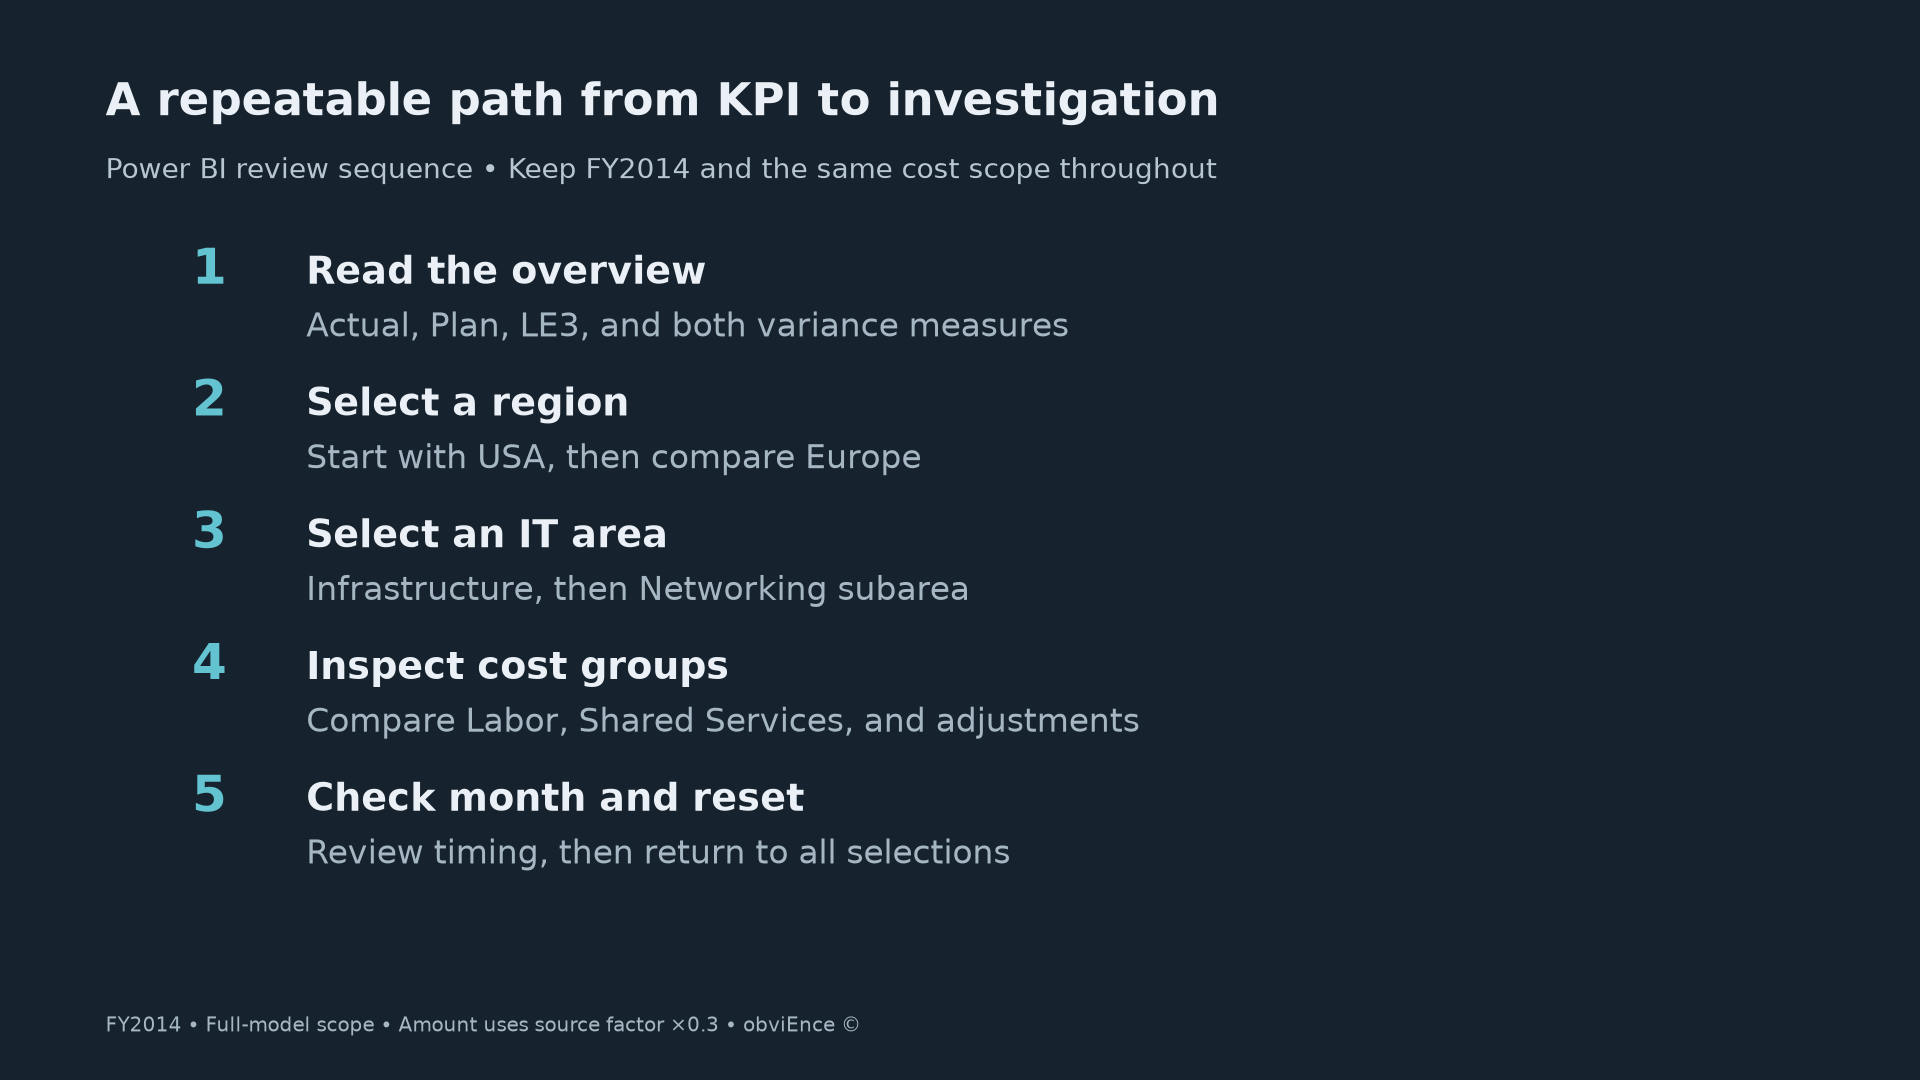 A repeatable path from KPI to investigation
Power BI review sequence • Keep FY2014 and the same cost scope throughout
1
Read the overview
Actual, Plan, LE3, and both variance measures
2
Select a region
Start with USA, then compare Europe
3
Select an IT area
Infrastructure, then Networking subarea
4
Inspect cost groups
Compare Labor, Shared Services, and adjustments
5
Check month and reset
Review timing, then return to all selections
FY2014 • Full-model scope • Amount uses source factor ×0.3 • obviEnce ©